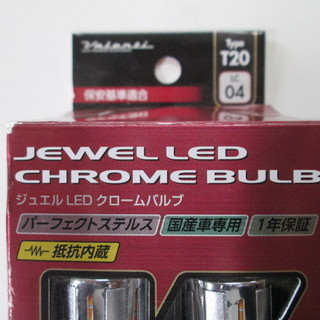 Valenti
Type
T20
LC
04
保安基準適合
JEWEL LED
CHROME BULB
ジュエル LED クロームバルブ
パーフェクトステルス 国産車専用 1年保証
抵抗内蔵